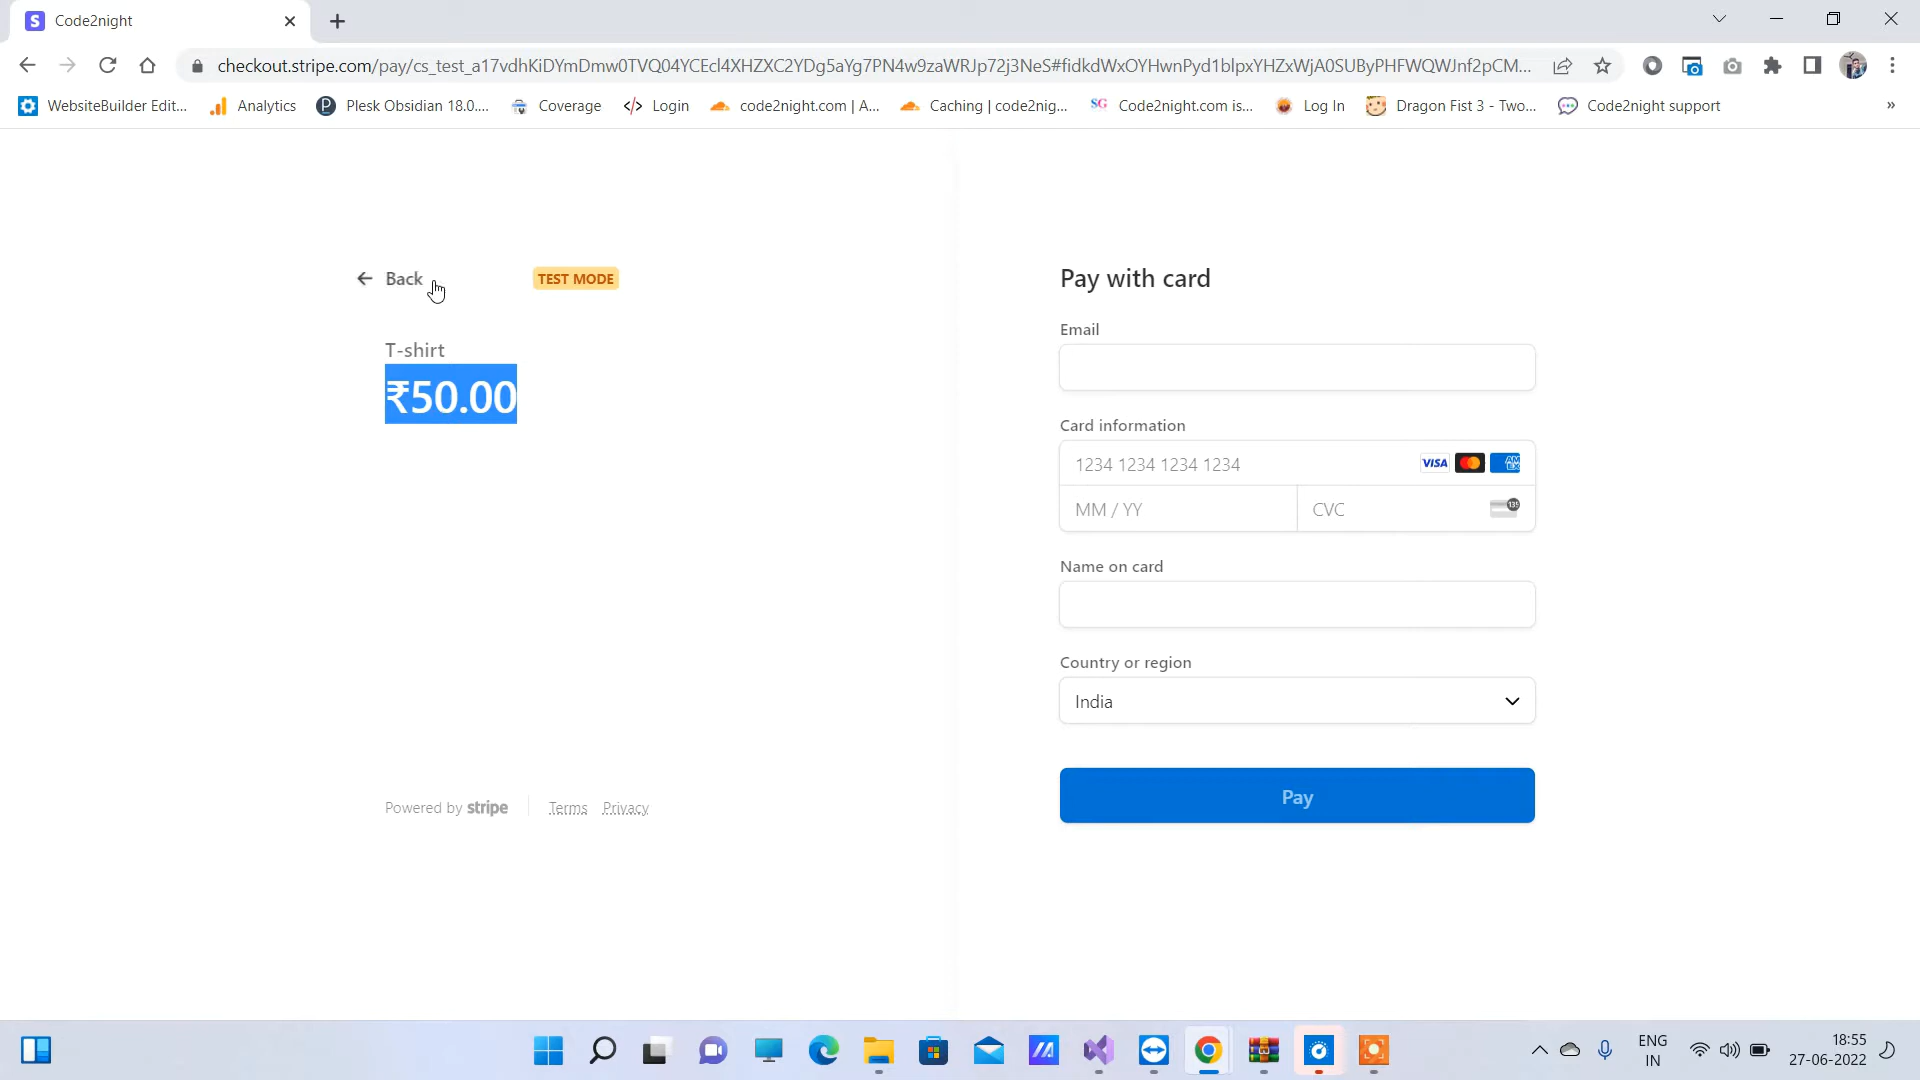 Code2night
checkout.stripe.com/pay/cs_test_a17vdhKiDYmDmw0TVQ04YCEcl4XHZXC2YDg5aYg7PN4w9zaWRJp72j3NeS#fidkdWxOYHwnPyd1blpxYHZxWjA0SUByPHFWQWJnf2pCM...
WebsiteBuilder Edit... Analytics Plesk Obsidian 18.0.... Coverage Login code2night.com | A... Caching | code2nig... SG Code2night.com is... Log In Dragon Fist 3 - Two... Code2night support »
Back TEST MODE
T-shirt
₹50.00
Powered by stripe Terms Privacy
Pay with card
Email
Card information
1234 1234 1234 1234 VISA
MM / YY CVC 135
Name on card
Country or region
India
Pay
ENG 18:55
IN 27-06-2022